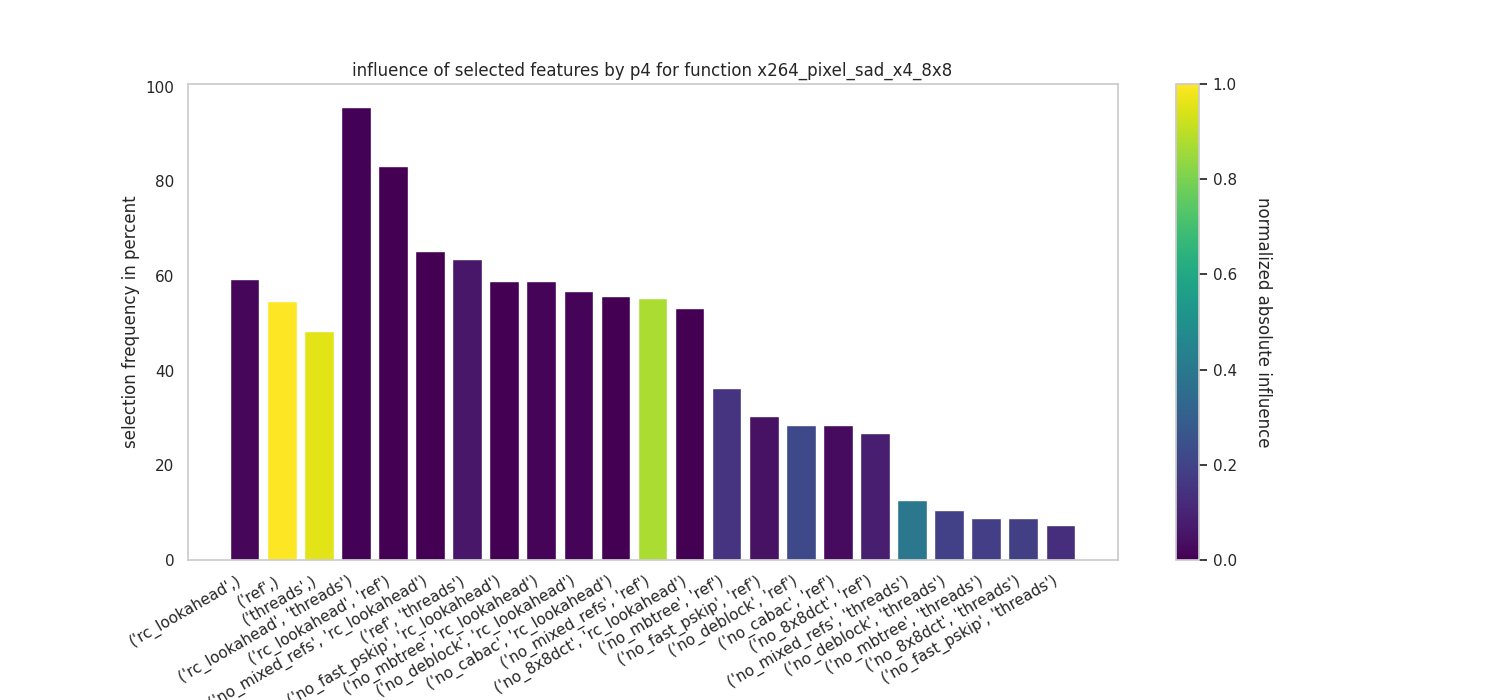 influence of selected features by p4 for function x264_pixel_sad_x4_8x8
selection frequency in percent
100
80
60
40
20
0
('rc_lookahead',)
('ref',)
('threads',)
('rc_lookahead', 'threads')
('rc_lookahead', 'ref')
('no_mixed_refs', 'rc_lookahead')
('ref', 'threads')
('no_fast_pskip', 'rc_lookahead')
('no_mbtree', 'rc_lookahead')
('no_deblock', 'rc_lookahead')
('no_cabac', 'rc_lookahead')
('no_mixed_refs', 'ref')
('no_8x8dct', 'rc_lookahead')
('no_mbtree', 'ref')
('no_fast_pskip', 'ref')
('no_deblock', 'ref')
('no_cabac', 'ref')
('no_8x8dct', 'ref')
('no_mixed_refs', 'threads')
('no_deblock', 'threads')
('no_mbtree', 'threads')
('no_8x8dct', 'threads')
('no_fast_pskip', 'threads')
1.0
0.8
0.6
0.4
0.2
0.0
normalized absolute influence